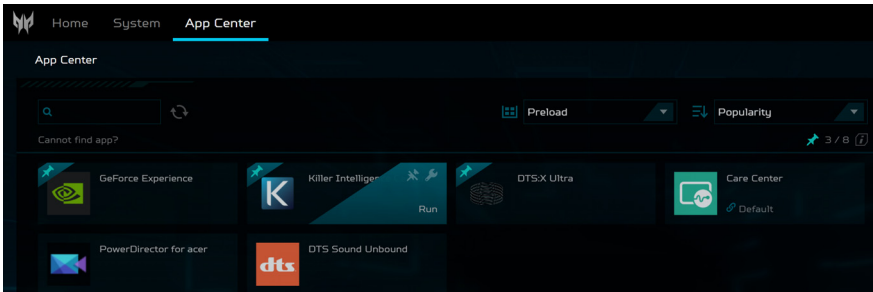 Home System App Center
App Center
Preload Popularity
Cannot find app? 3 / 8
GeForce Experience Killer Intelliger DTS:X Ultra Care Center
Run Default
PowerDirector for acer DTS Sound Unbound
K
dts